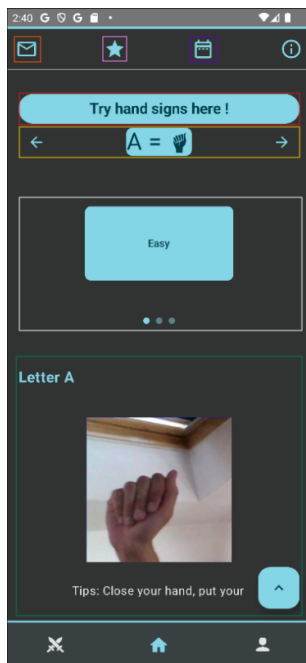 2:40 G G
Try hand signs here !
A =
Easy
Letter A
Tips: Close your hand, put your